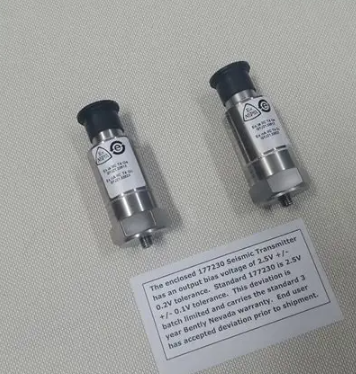 The enclosed 177230 Seismic Transmitter
has an output bias voltage of 2.5V +/-
0.2V tolerance. Standard 177230 is 2.5V
+/- 0.1V tolerance. This deviation is
batch limited and carries the standard 3
year Bently Nevada warranty. End user
has accepted deviation prior to shipment.